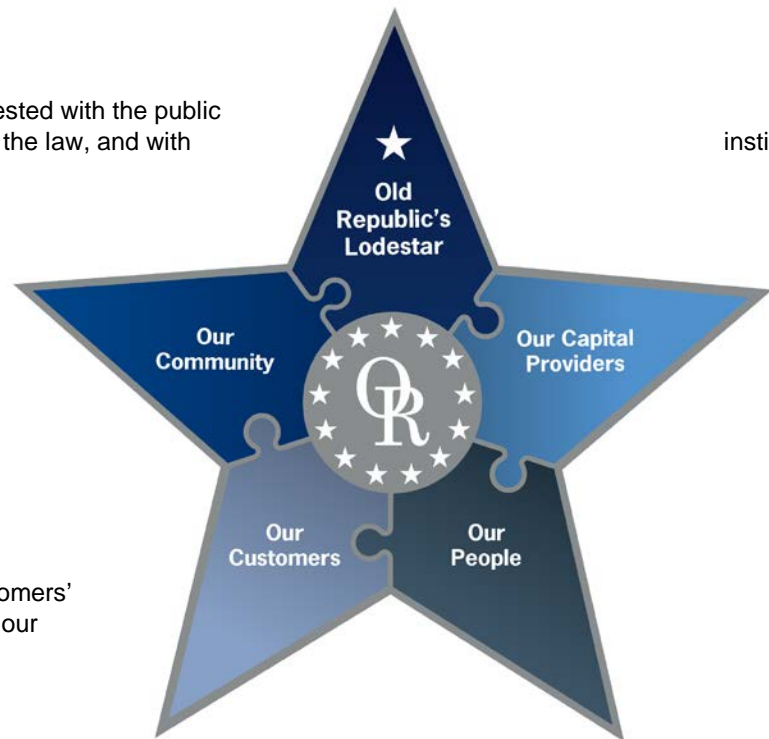 ested with the public
the law, and with
insti
Old
Republic's
Lodestar
Our
Community
Our Capital
Providers
OR
Our
Customers
Our
People
omers'
our